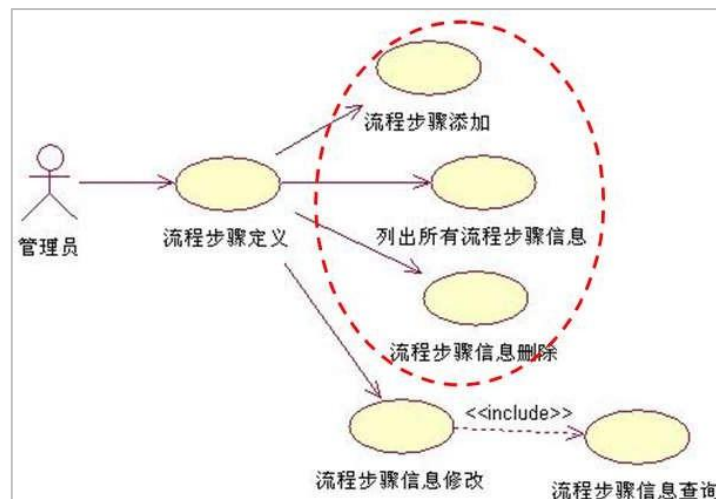 流程步骤添加
管理员
流程步骤定义
列出所有流程步骤信息
流程步骤信息删除
<<include>>
流程步骤信息修改
流程步骤信息查询